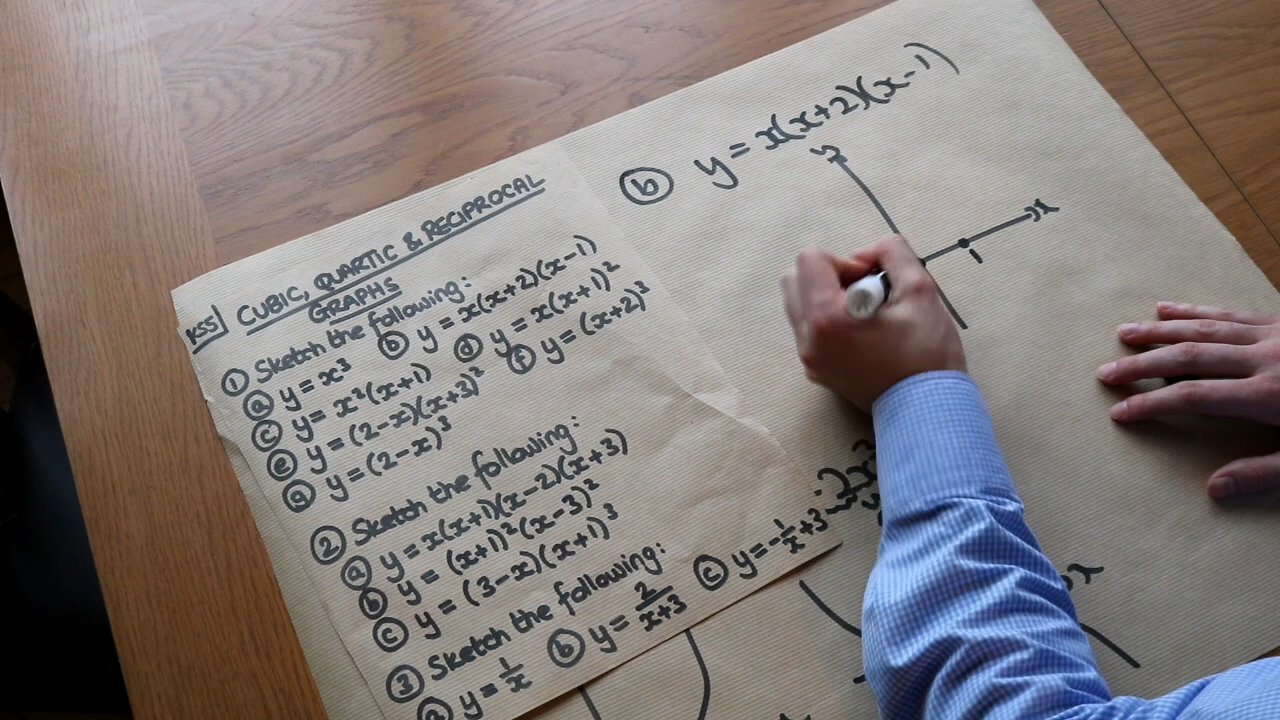 KS5 CUBIC, QUARTIC & RECIPROCAL
GRAPHS
① Sketch the following:
ⓐ y = x³ ⓑ y = x(x+2)(x-1)
ⓒ y = x²(x+1) ⓓ y = x(x+1)²
ⓔ y = (2-x)(x+3)² ⓕ y = (x+2)³
ⓖ y = (2-x)³
② Sketch the following:
ⓐ y = x(x+1)(x-2)(x+3)
ⓑ y = (x+1)²(x-3)²
ⓒ y = (3-x)(x+1)³
③ Sketch the following:
ⓐ y = 1/x ⓑ y = 2/(x+3) ⓒ y = -1/x + 3
ⓑ y = x(x+2)(x-1)
y
x
1
x